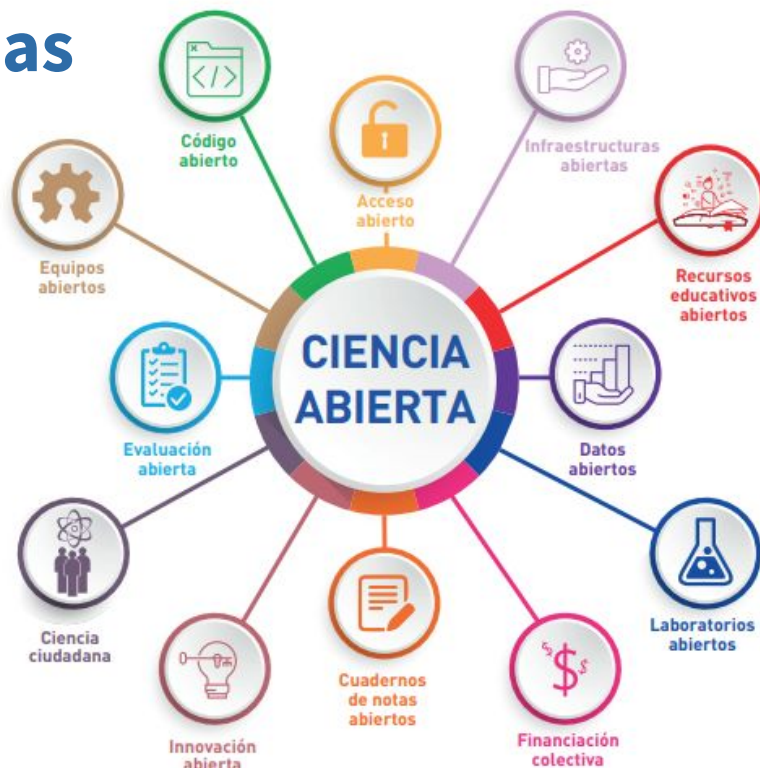 as
Código
abierto
Acceso
abierto
Infraestructuras
abiertas
Equipos
abiertos
Recursos
educativos
abiertos
CIENCIA
ABIERTA
Evaluación
abierta
Datos
abiertos
Ciencia
ciudadana
Laboratorios
abiertos
Cuadernos
de notas
abiertos
Innovación
abierta
Financiación
colectiva